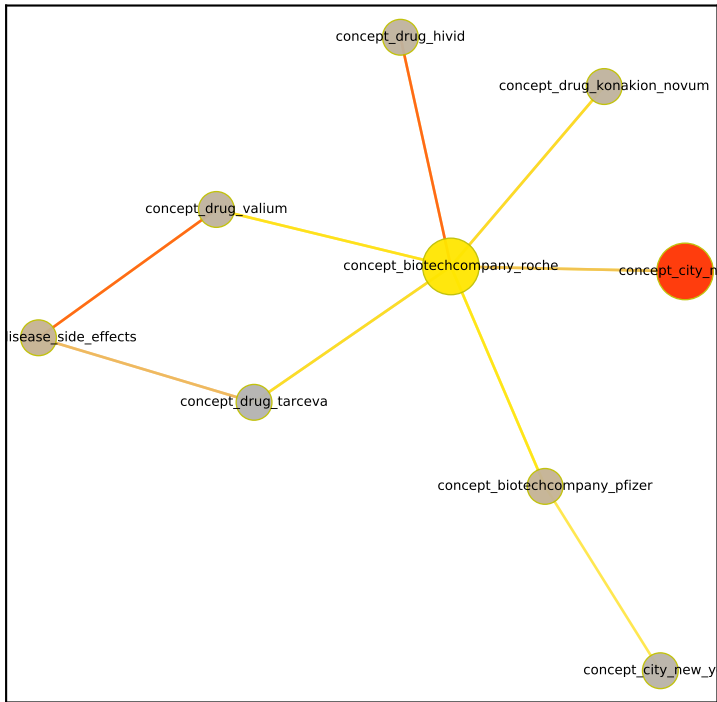 concept_drug_hivid
concept_drug_konakion_novum
concept_drug_valium
concept_biotechcompany_roche
concept_city_n
isease_side_effects
concept_drug_tarceva
concept_biotechcompany_pfizer
concept_city_new_y